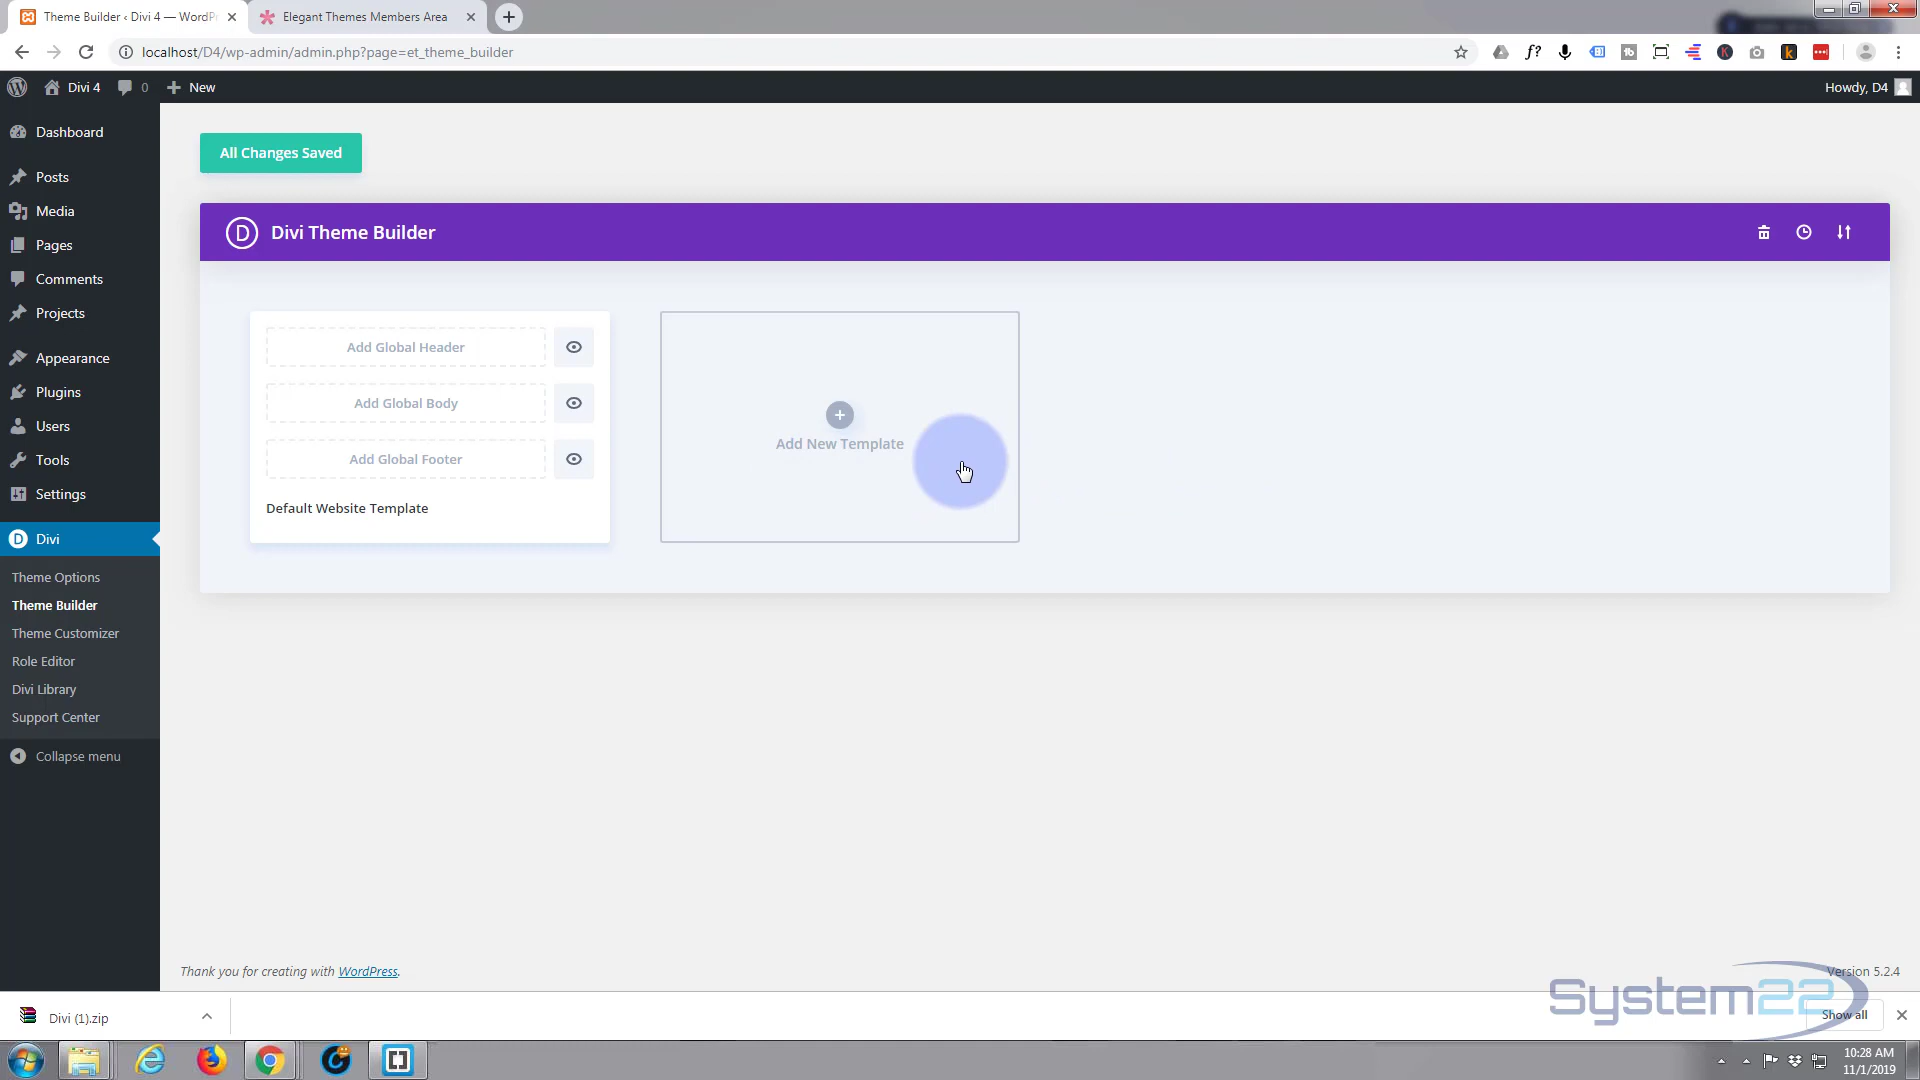 Theme Builder ‹ Divi 4 — WordPr
Elegant Themes Members Area
localhost/D4/wp-admin/admin.php?page=et_theme_builder
Divi 4
0
New
Howdy, D4
Dashboard
Posts
Media
Pages
Comments
Projects
Appearance
Plugins
Users
Tools
Settings
Divi
Theme Options
Theme Builder
Theme Customizer
Role Editor
Divi Library
Support Center
Collapse menu
All Changes Saved
Divi Theme Builder
Add Global Header
Add Global Body
Add Global Footer
Default Website Template
Add New Template
Thank you for creating with WordPress.
Version 5.2.4
System22
Divi (1).zip
Show all
10:28 AM
11/1/2019